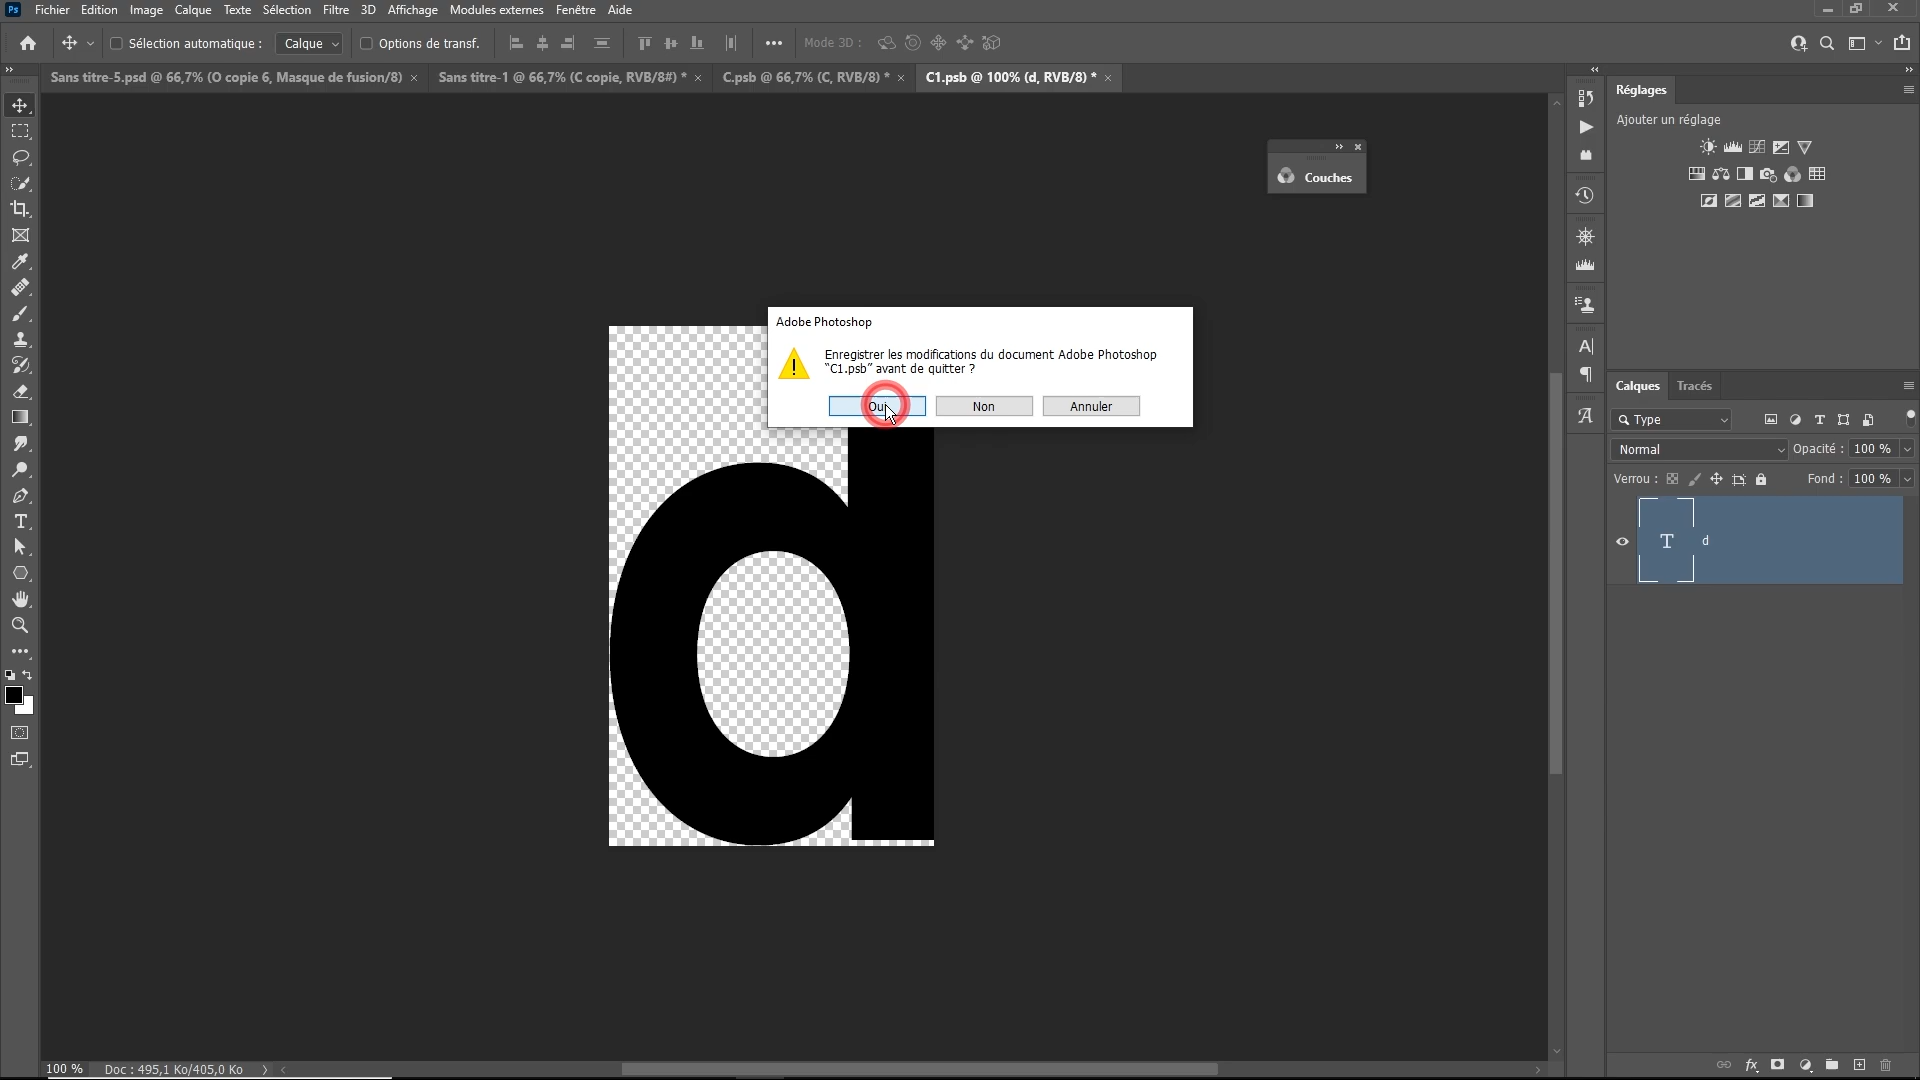 Ps Fichier Edition Image Calque Texte Sélection Filtre 3D Affichage Modules externes Fenêtre Aide
Sélection automatique : Calque Options de transf. Mode 3D :
Sans titre-5.psd @ 66,7% (O copie 6, Masque de fusion/8) × Sans titre-1 @ 66,7% (C copie, RVB/8#) * × C.psb @ 66,7% (C, RVB/8) * × C1.psb @ 100% (d, RVB/8) * ×
Réglages
Ajouter un réglage
Couches
Adobe Photoshop
Enregistrer les modifications du document Adobe Photoshop
“C1.psb” avant de quitter ?
Oui Non Annuler
d
Calques Tracés
Type
Normal Opacité : 100 %
Verrou : Fond : 100 %
T d
100 % Doc : 495,1 Ko/405,0 Ko